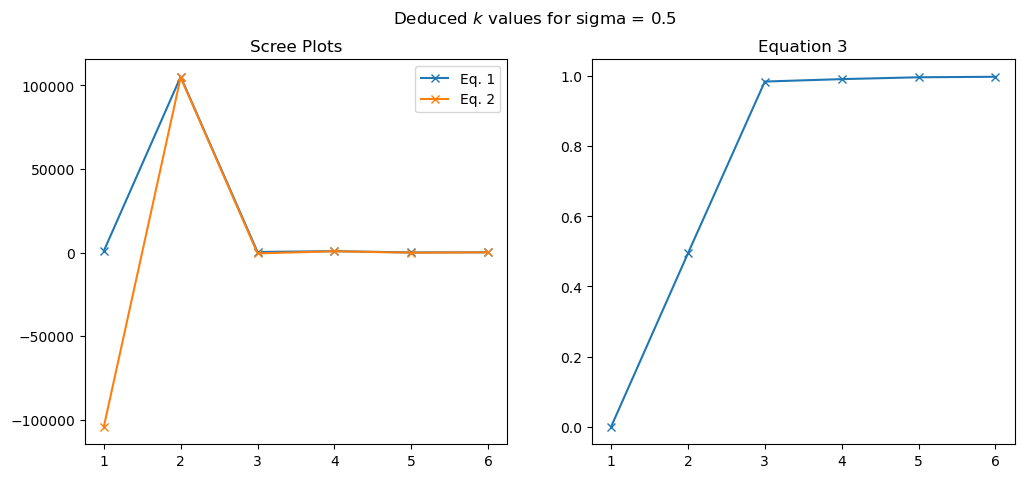 Deduced k values for sigma = 0.5
Scree Plots
Eq. 1
Eq. 2
100000
50000
0
−50000
−100000
1 2 3 4 5 6
Equation 3
1.0
0.8
0.6
0.4
0.2
0.0
1 2 3 4 5 6